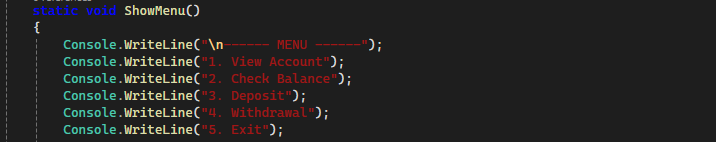 static void ShowMenu()
{
Console.WriteLine("\n------ MENU ------");
Console.WriteLine("1. View Account");
Console.WriteLine("2. Check Balance");
Console.WriteLine("3. Deposit");
Console.WriteLine("4. Withdrawal");
Console.WriteLine("5. Exit");